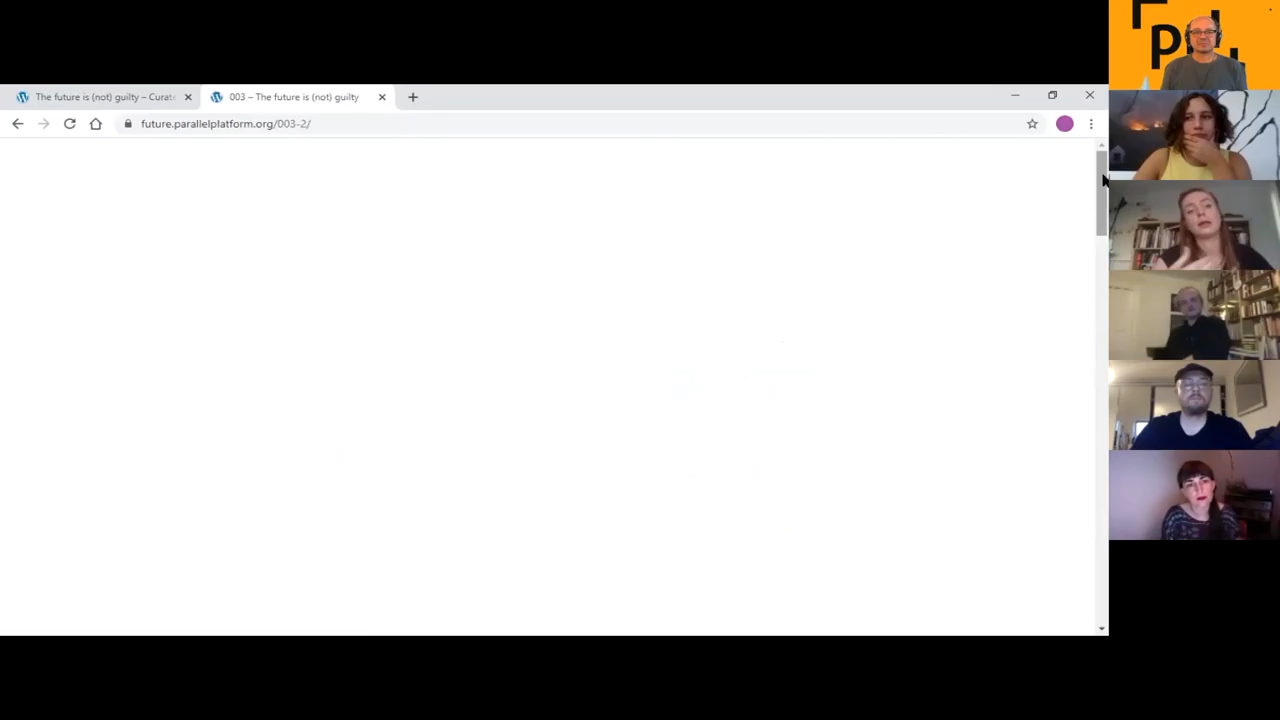 The future is (not) guilty – Curat
003 – The future is (not) guilty
future.parallelplatform.org/003-2/